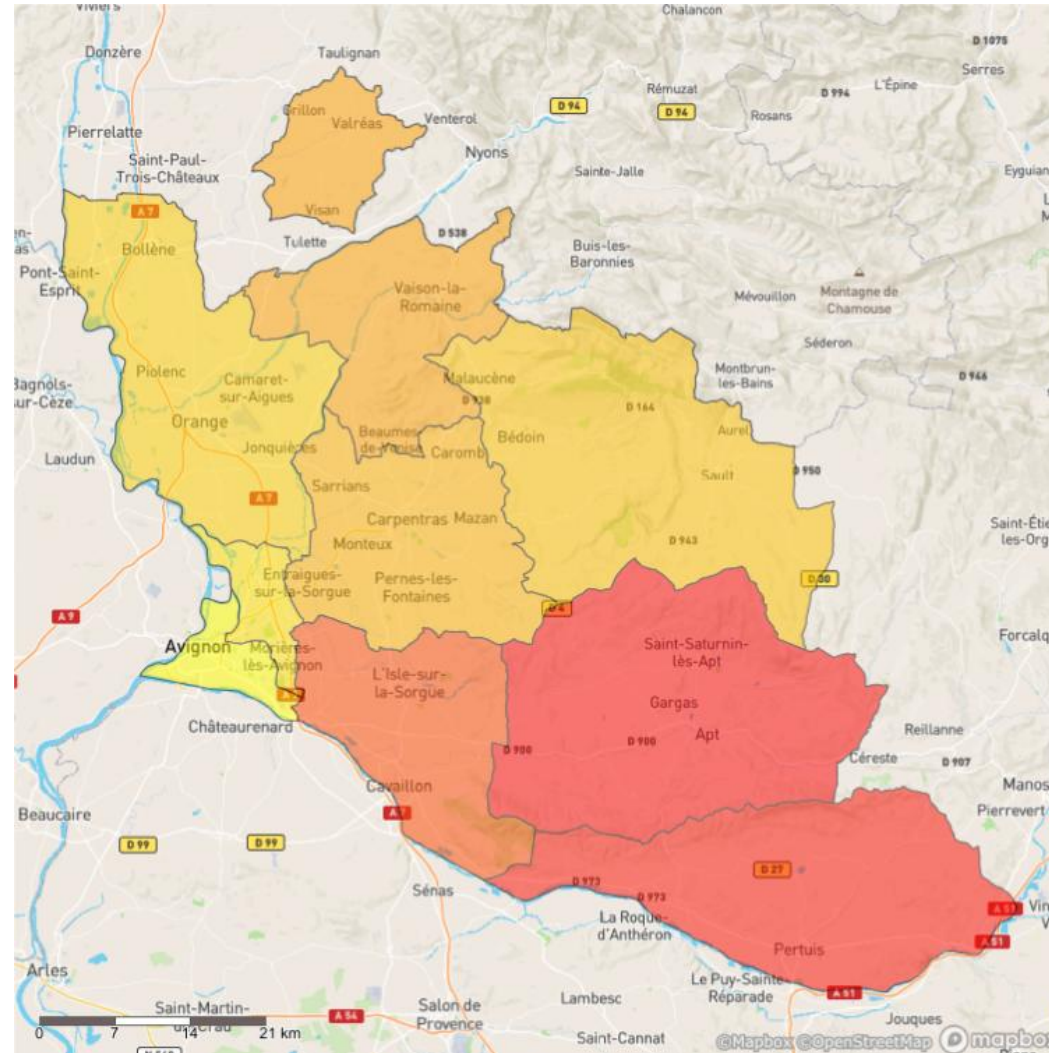 Viviers
Chalancon
Donzère
Taulignan
D 1075
Serres
Rémuzat
L'Épine
D 994
Grillon
Valréas
D 94
D 94
Rosans
Venterol
Pierrelatte
Nyons
Saint-Paul-
Trois-Châteaux
Sainte-Jalle
Eyguian
Visan
A 7
D 538
Tulette
Bollène
Buis-les-
Baronnies
Pont-Saint-
Esprit
Vaison-la-
Romaine
Mévouillon
Montagne de
Chamouse
Séderon
Piolenc
Camaret-
sur-Aigues
Malaucène
Montbrun-
les-Bains
D 946
Bagnols-
sur-Cèze
D 938
D 164
Orange
Beaumes-
de-Venise
Aurel
Jonquières
Caromb
Bédoin
Laudun
Sarrians
Sault
D 950
A 7
Carpentras
Mazan
Monteux
D 943
Saint-Étie
les-Org
Entraigues-
sur-la-Sorgue
Pernes-les-
Fontaines
D 30
A 9
D 4
Forcalq
Avignon
Morières-
lès-Avignon
Saint-Saturnin-
lès-Apt
L'Isle-sur-
la-Sorgue
Gargas
Châteaurenard
Apt
Reillanne
D 900
D 900
Céreste
D 907
Cavaillon
Manos
Beaucaire
A 7
Pierrevert
D 99
D 99
D 27
Sénas
D 973
D 973
A 51
Vin
La Roque-
d'Anthéron
A 51
Pertuis
Arles
Le Puy-Sainte-
Réparade
A 51
Saint-Martin-
de-Crau
Salon de
Provence
Lambesc
Jouques
A 54
0 7 14 21 km
Saint-Cannat
©Mapbox ©OpenStreetMap mapbox